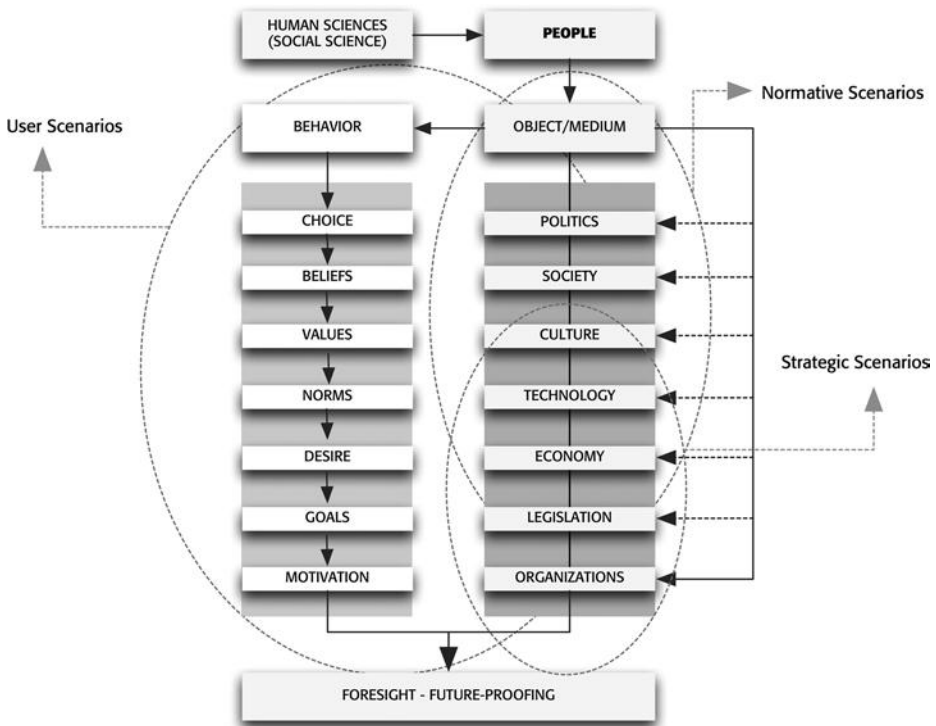 HUMAN SCIENCES
(SOCIAL SCIENCE)
PEOPLE
Normative Scenarios
User Scenarios
BEHAVIOR
OBJECT/MEDIUM
CHOICE
POLITICS
BELIEFS
SOCIETY
VALUES
CULTURE
Strategic Scenarios
NORMS
TECHNOLOGY
DESIRE
ECONOMY
GOALS
LEGISLATION
MOTIVATION
ORGANIZATIONS
FORESIGHT - FUTURE-PROOFING